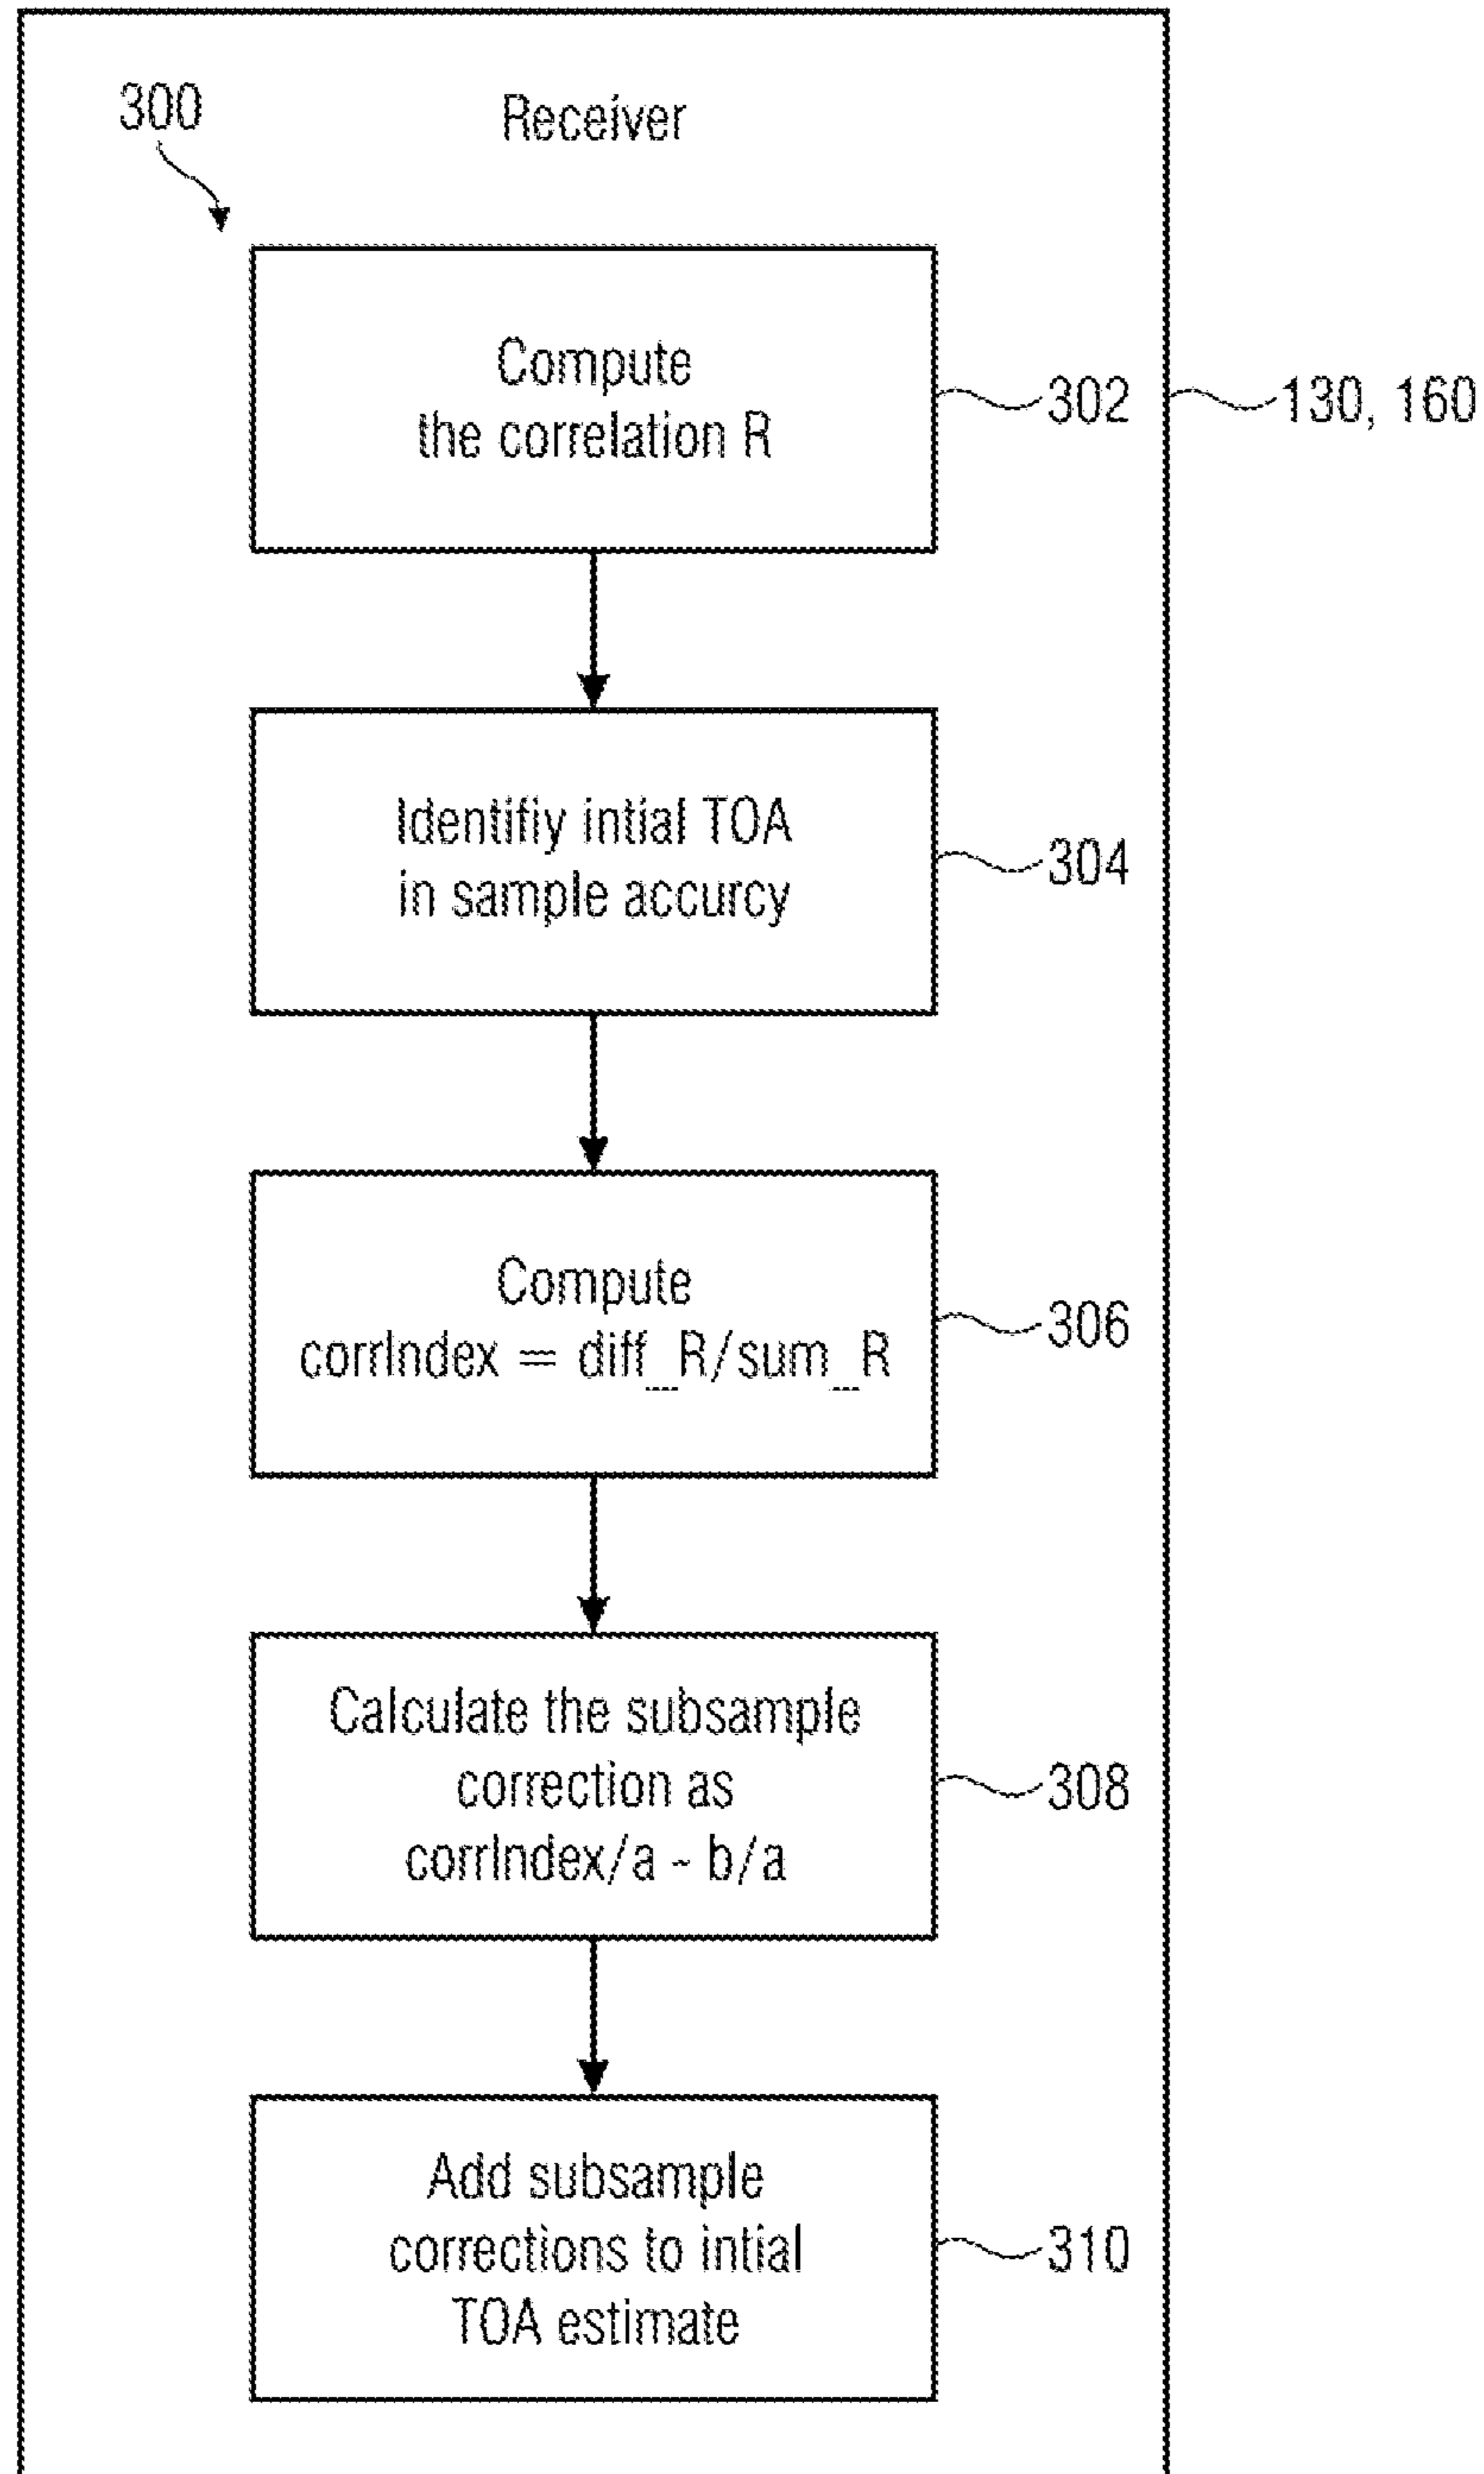 300
Receiver
Compute
the correlation R
302
130, 160
Identifiy intial TOA
in sample accurcy
304
Compute
corrIndex = diff_R/sum_R
306
Calculate the subsample
correction as
corrIndex/a - b/a
308
Add subsample
corrections to intial
TOA estimate
310